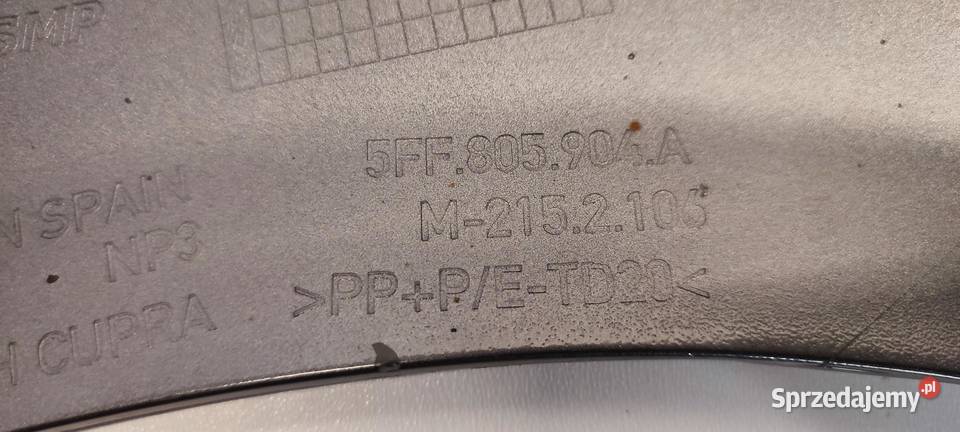 SMP
5FF.805.904.A
M-215.2.106
>PP+P/E-TD20<
N SPAIN
NP3
H CUPRA
Sprzedajemy.pl